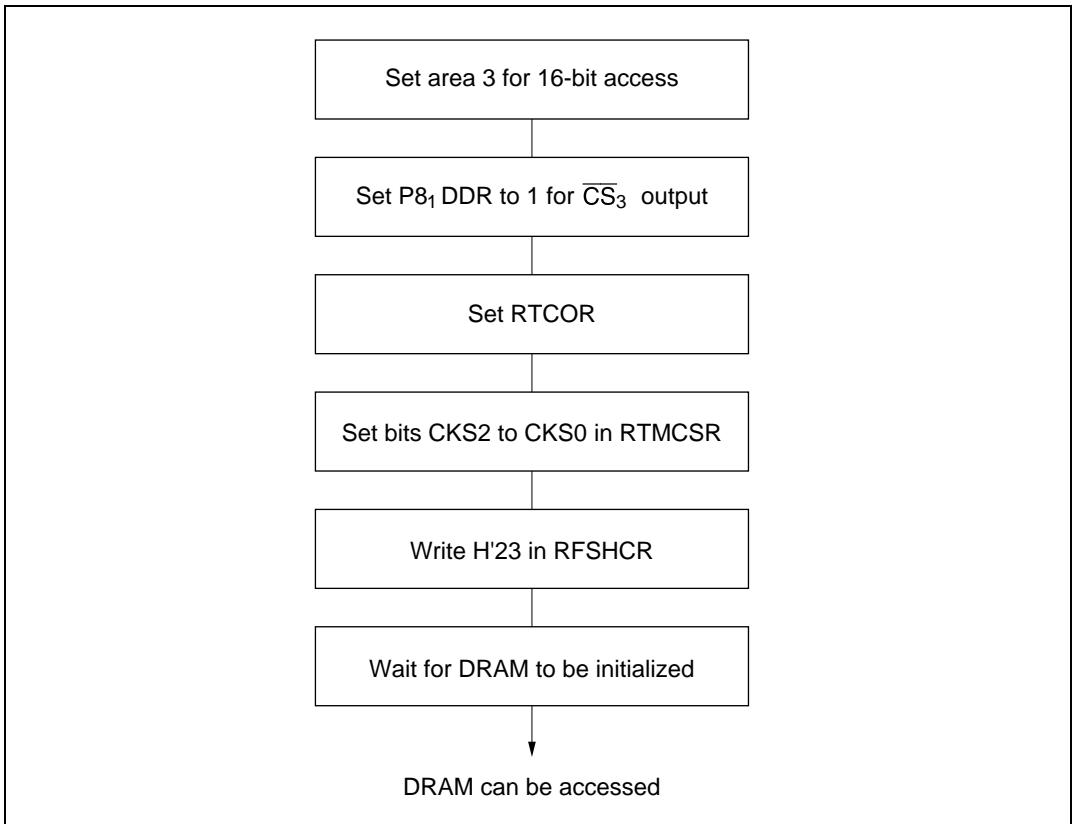 Set area 3 for 16-bit access
Set P8₁ DDR to 1 for C̅S̅₃ output
Set RTCOR
Set bits CKS2 to CKS0 in RTMCSR
Write H'23 in RFSHCR
Wait for DRAM to be initialized
DRAM can be accessed